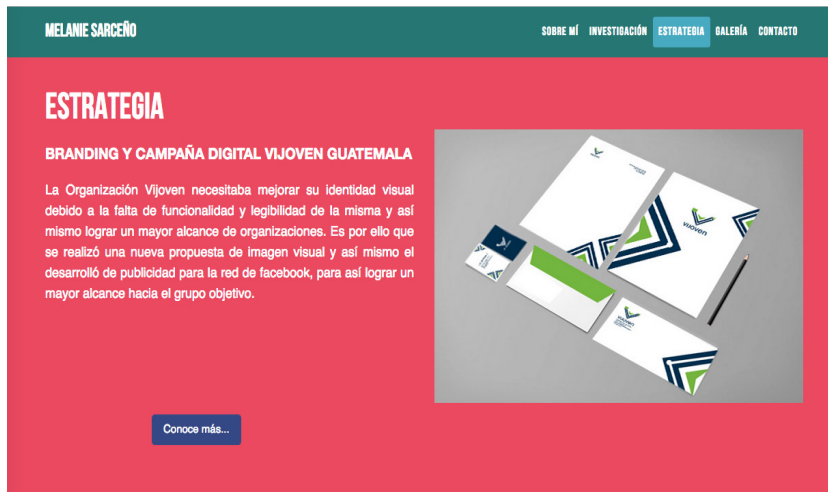 MELANIE SARCEÑO
SOBRE MÍ INVESTIGACIÓN ESTRATEGIA GALERÍA CONTACTO
ESTRATEGIA
BRANDING Y CAMPAÑA DIGITAL VIJOVEN GUATEMALA
La Organización Vijoven necesitaba mejorar su identidad visual
debido a la falta de funcionalidad y legibilidad de la misma y así
mismo lograr un mayor alcance de organizaciones. Es por ello que
se realizó una nueva propuesta de imagen visual y así mismo el
desarrolló de publicidad para la red de facebook, para así lograr un
mayor alcance hacia el grupo objetivo.
Conoce más...
VIJOVEN
VIJOVEN